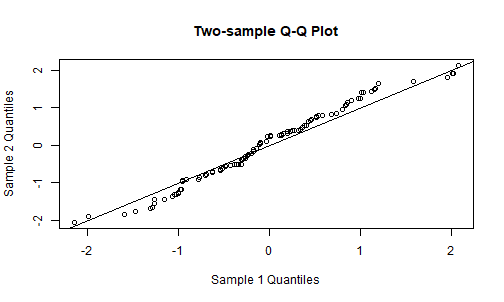 Two-sample Q-Q Plot
Sample 2 Quantiles
2
1
0
-1
-2
-2 -1 0 1 2
Sample 1 Quantiles